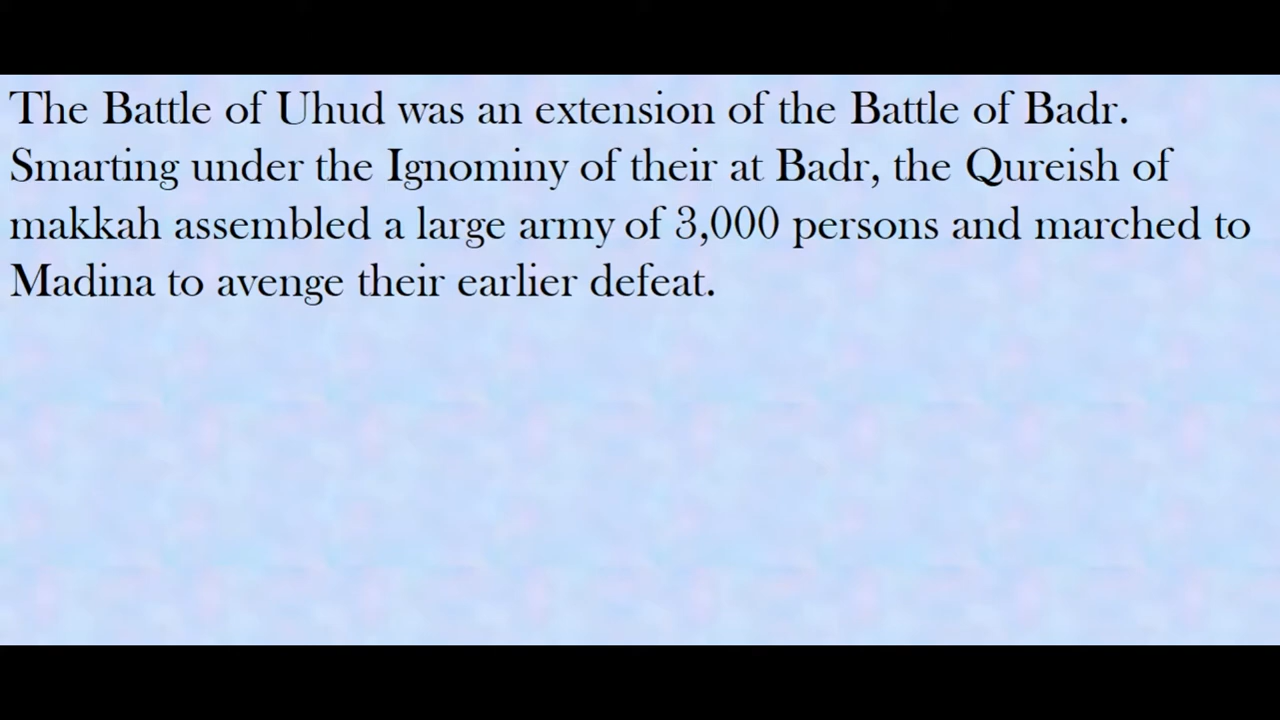 The Battle of Uhud was an extension of the Battle of Badr.
Smarting under the Ignominy of their at Badr, the Qureish of
makkah assembled a large army of 3,000 persons and marched to
Madina to avenge their earlier defeat.